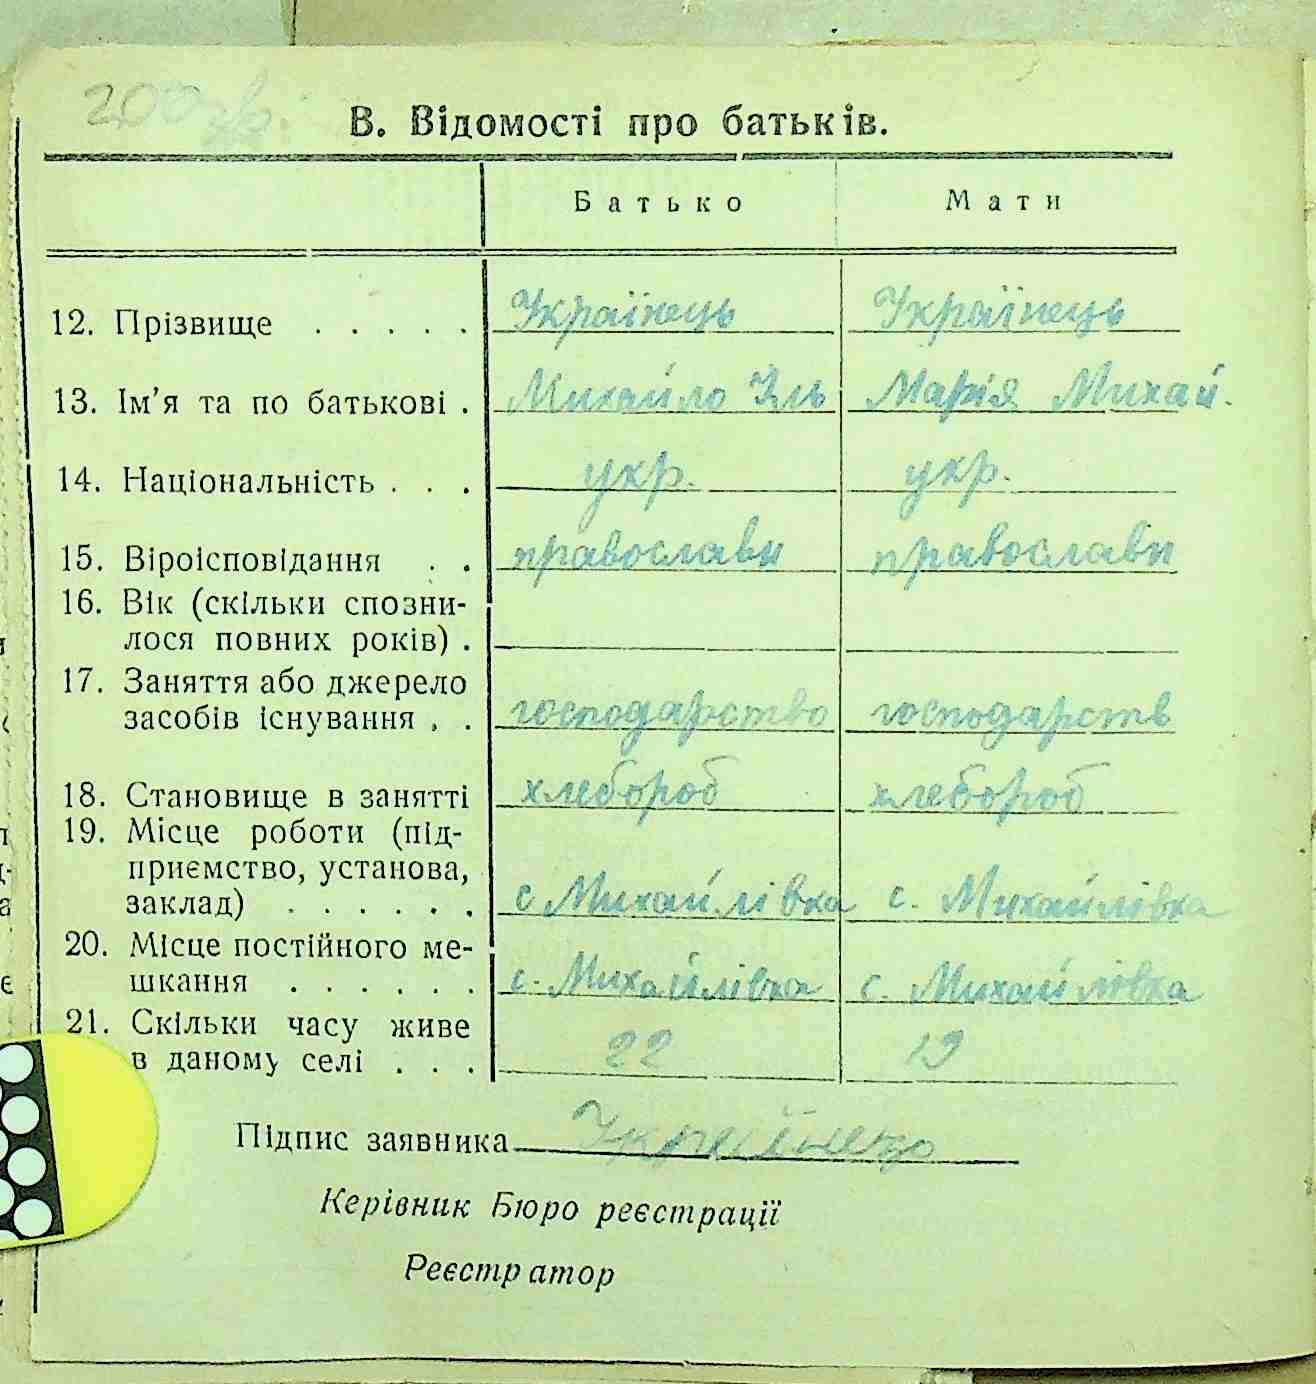 200 гр.
В. Відомості про батьків.
Батько Мати
12. Прізвище . . . . . Українець Українець
13. Ім’я та по батькові . Михайло Іль Марія Михай.
14. Національність . . . укр. укр.
15. Віроісповідання . . православн православн
16. Вік (скільки спозни-
лося повних років) .
17. Заняття або джерело
засобів існування . . господарство господарств
18. Становище в занятті хлебороб хлебороб
19. Місце роботи (під-
приємство, установа,
заклад) . . . . . . с. Михайлівка с. Михайлівка
20. Місце постійного ме-
шкання . . . . . . с. Михайлівка с. Михайлівка
21. Скільки часу живе
в даному селі . . . 22 19
Підпис заявника Українець
Керівник Бюро реєстрації
Реєстратор